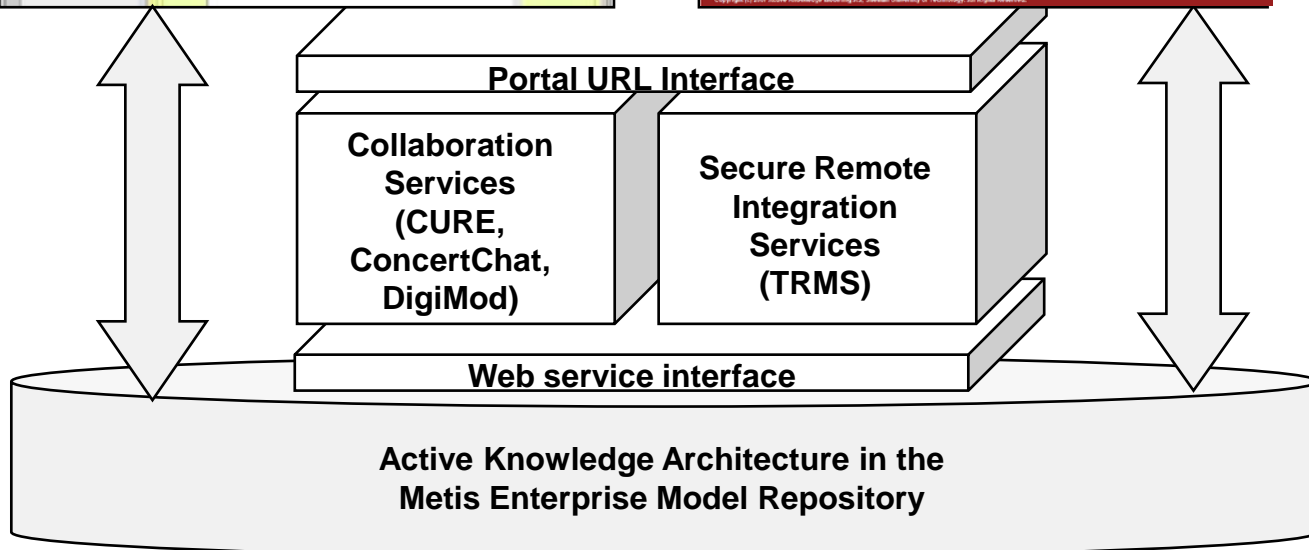 Portal URL Interface
Collaboration
Services
(CURE,
ConcertChat,
DigiMod)
Secure Remote
Integration
Services
(TRMS)
Web service interface
Active Knowledge Architecture in the
Metis Enterprise Model Repository